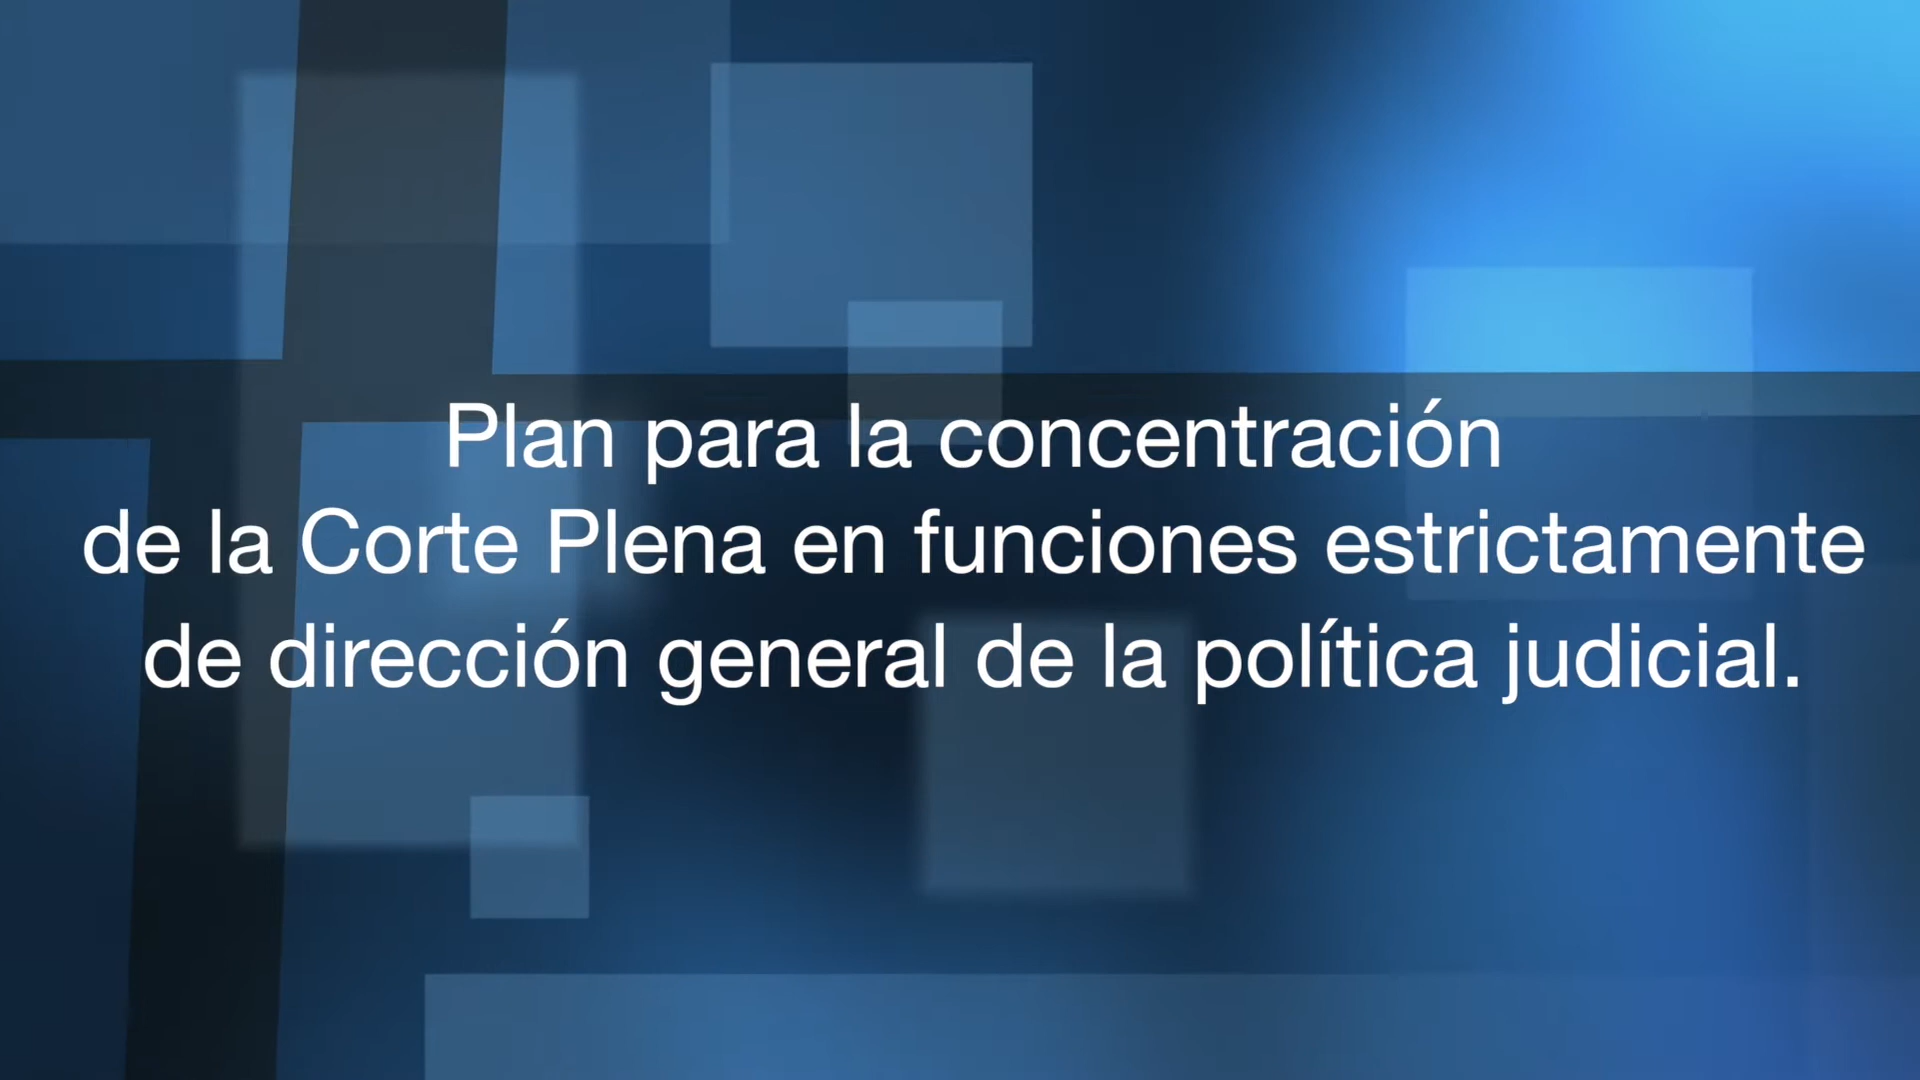 Plan para la concentración
de la Corte Plena en funciones estrictamente
de dirección general de la política judicial.